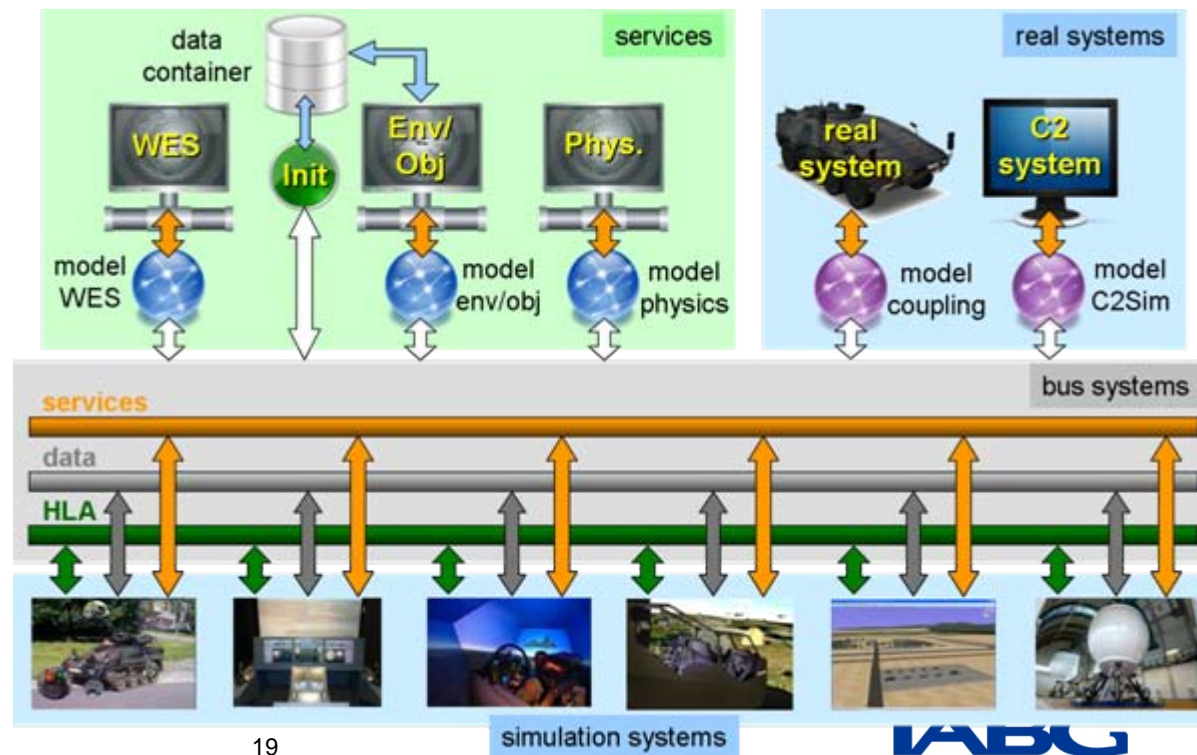 data
container
services
WES
Init
Env/
Obj
Phys.
model
WES
model
env/obj
model
physics
real systems
real
system
C2
system
model
coupling
model
C2Sim
bus systems
services
data
HLA
simulation systems
19
IABG